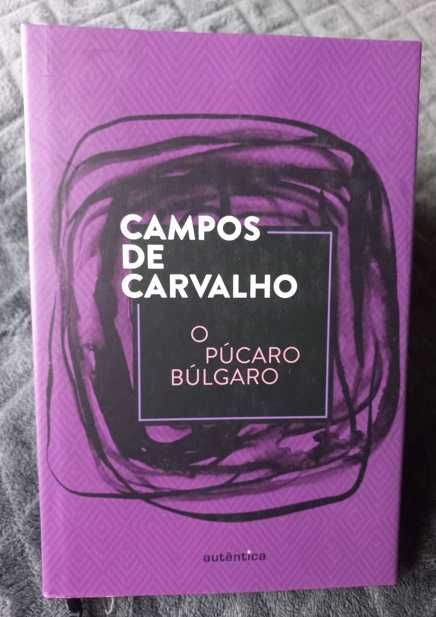 CAMPOS
DE
CARVALHO
O
PÚCARO
BÚLGARO
autêntica